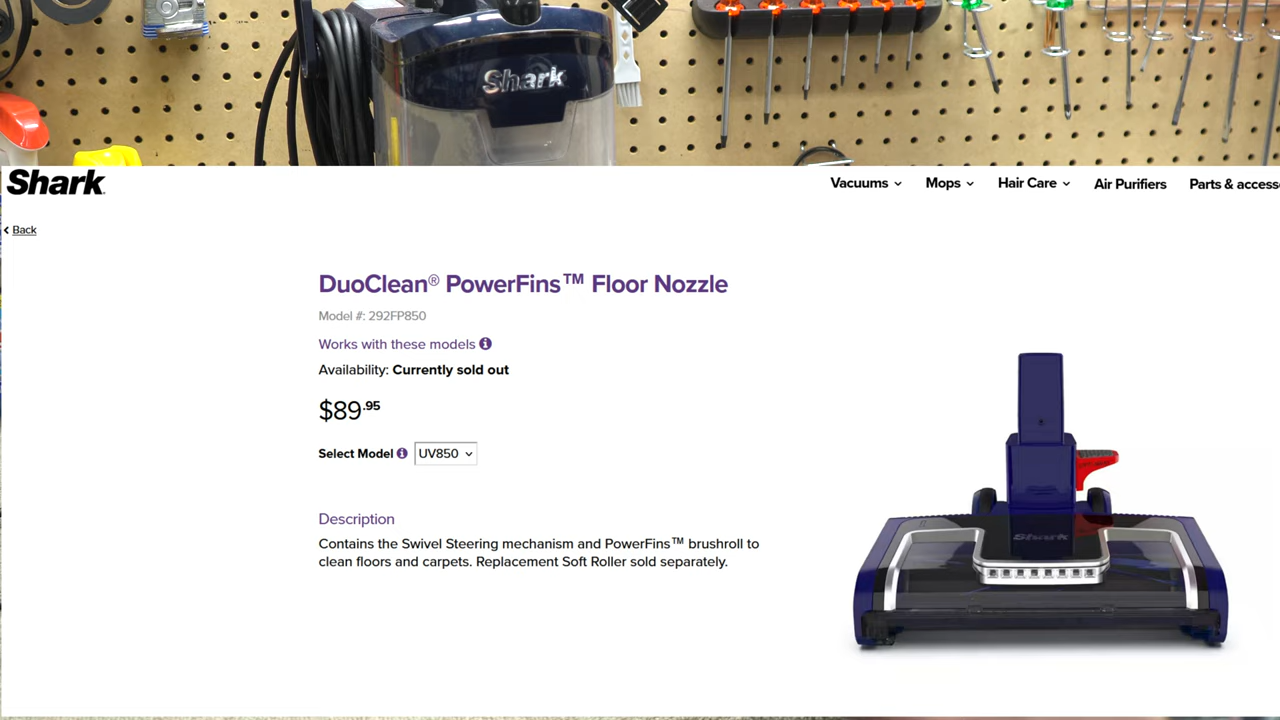 Shark
Shark
Vacuums Mops Hair Care Air Purifiers Parts & access
Back
DuoClean® PowerFins™ Floor Nozzle
Model #: 292FP850
Works with these models
Availability: Currently sold out
$89.95
Select Model UV850
Description
Contains the Swivel Steering mechanism and PowerFins™ brushroll to
clean floors and carpets. Replacement Soft Roller sold separately.
Shark